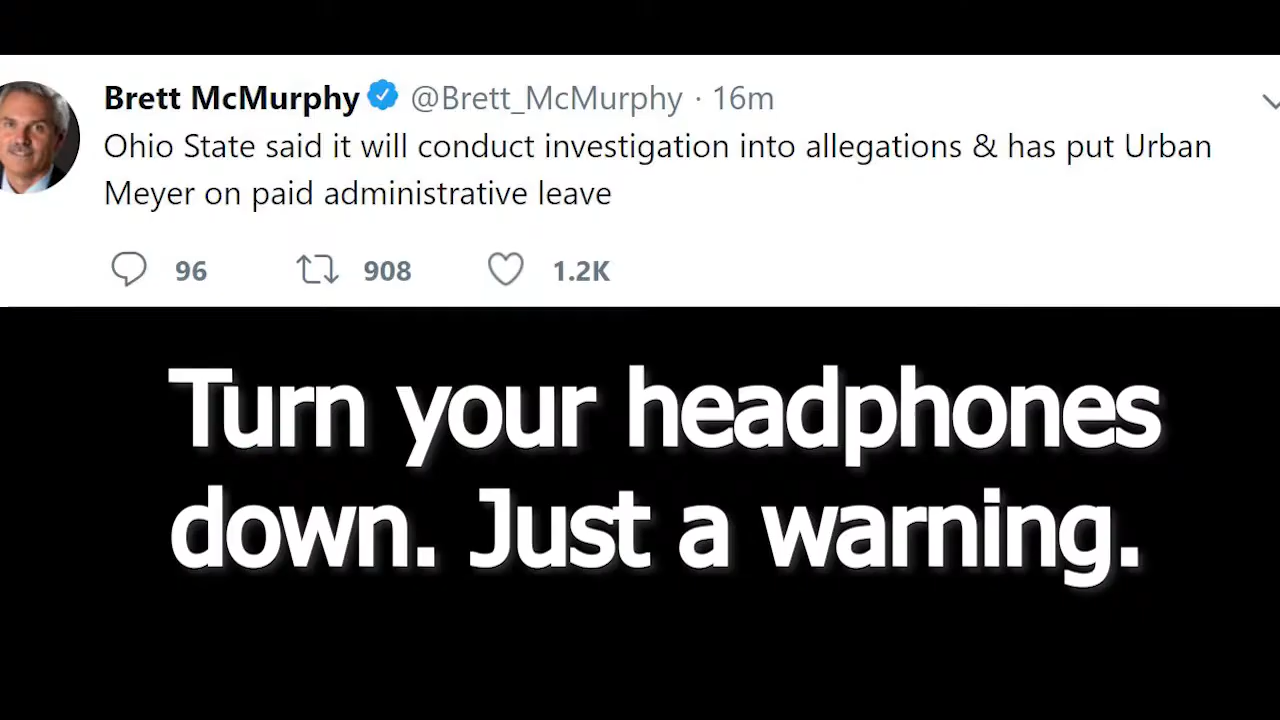 Brett McMurphy @Brett_McMurphy · 16m
Ohio State said it will conduct investigation into allegations & has put Urban
Meyer on paid administrative leave
96 908 1.2K
Turn your headphones
down. Just a warning.